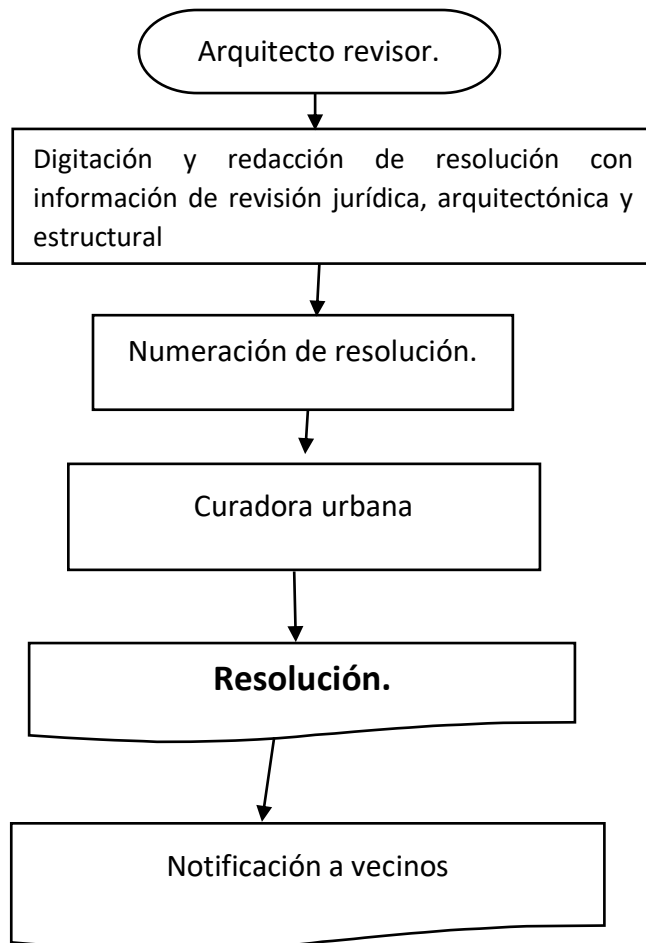 Arquitecto revisor.
Digitación y redacción de resolución con
información de revisión jurídica, arquitectónica y
estructural
Numeración de resolución.
Curadora urbana
Resolución.
Notificación a vecinos